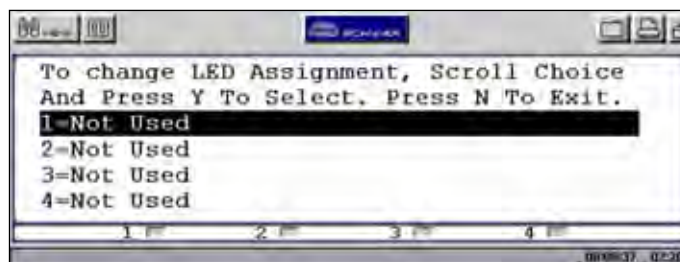 SCANNER
To change LED Assignment, Scroll Choice
And Press Y To Select. Press N To Exit.
1=Not Used
2=Not Used
3=Not Used
4=Not Used
1 2 3 4